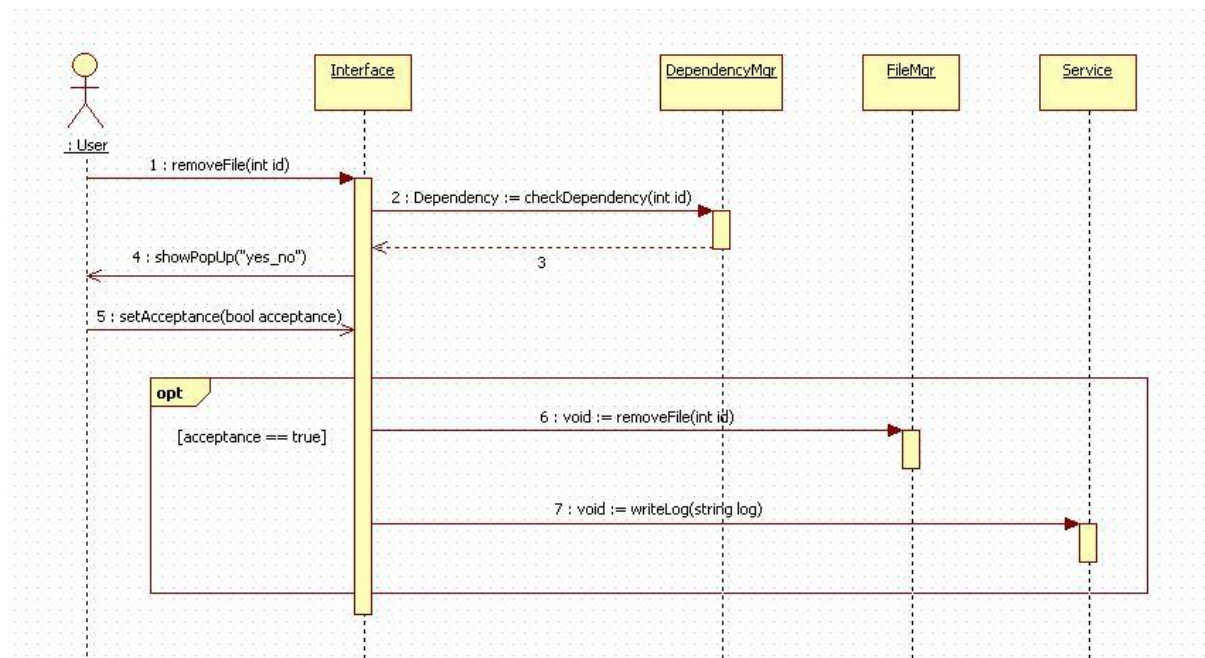 Interface
DependencyMgr
FileMgr
Service
: User
1 : removeFile(int id)
2 : Dependency := checkDependency(int id)
3
4 : showPopUp("yes_no")
5 : setAcceptance(bool acceptance)
opt
[acceptance == true]
6 : void := removeFile(int id)
7 : void := writeLog(string log)